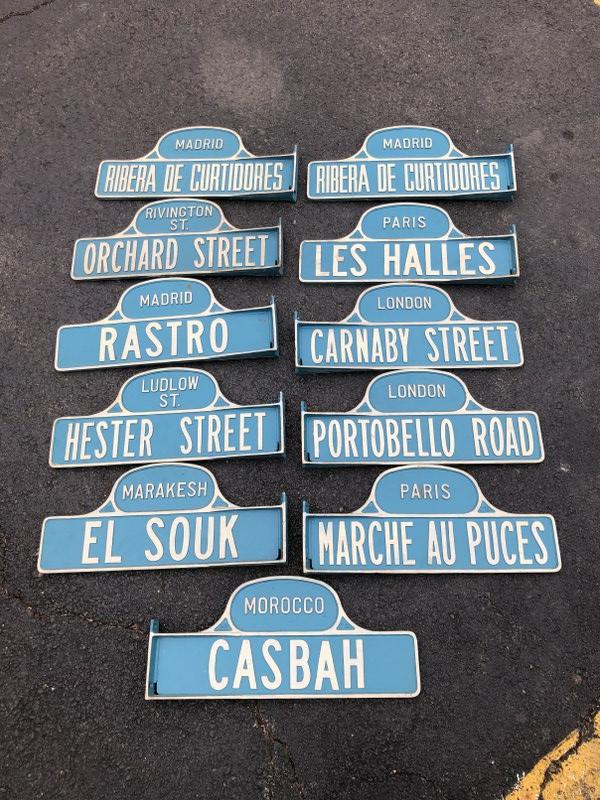 MADRID
RIBERA DE CURTIDORES
MADRID
RIBERA DE CURTIDORES
RIVINGTON
ST.
ORCHARD STREET
PARIS
LES HALLES
MADRID
RASTRO
LONDON
CARNABY STREET
LUDLOW
ST.
HESTER STREET
LONDON
PORTOBELLO ROAD
MARAKESH
EL SOUK
PARIS
MARCHE AU PUCES
MOROCCO
CASBAH